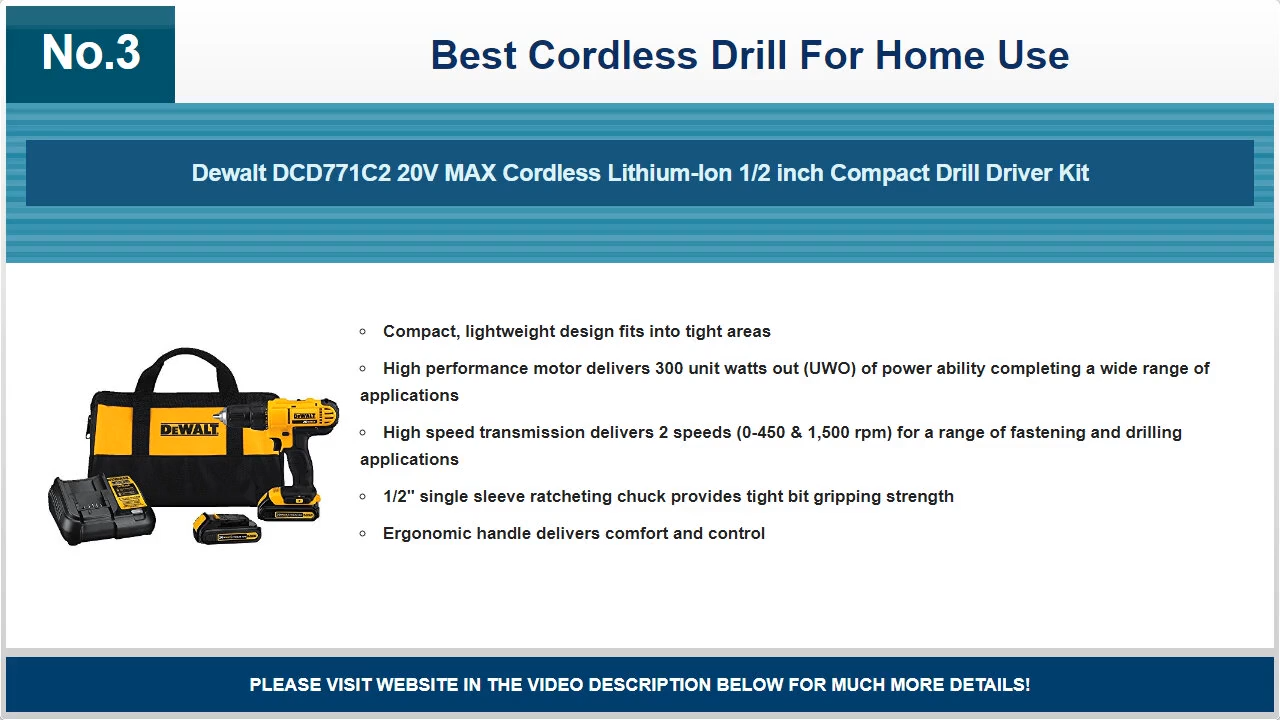 No.3
Best Cordless Drill For Home Use
Dewalt DCD771C2 20V MAX Cordless Lithium-Ion 1/2 inch Compact Drill Driver Kit
Compact, lightweight design fits into tight areas
High performance motor delivers 300 unit watts out (UWO) of power ability completing a wide range of
applications
High speed transmission delivers 2 speeds (0-450 & 1,500 rpm) for a range of fastening and drilling
applications
1/2" single sleeve ratcheting chuck provides tight bit gripping strength
Ergonomic handle delivers comfort and control
DEWALT
DEWALT
PLEASE VISIT WEBSITE IN THE VIDEO DESCRIPTION BELOW FOR MUCH MORE DETAILS!